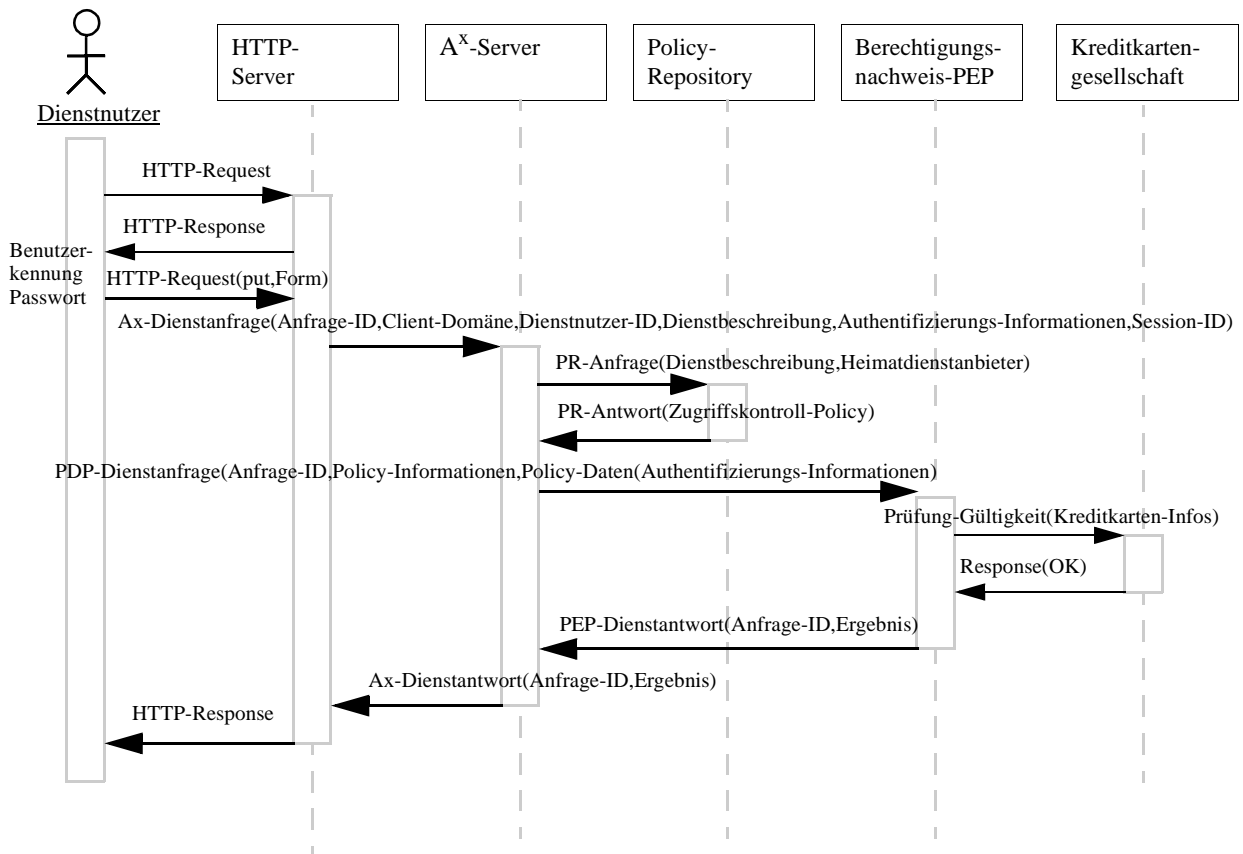 HTTP-
Server
Aˣ-Server
Policy-
Repository
Berechtigungs-
nachweis-PEP
Kreditkarten-
gesellschaft
Dienstnutzer
HTTP-Request
HTTP-Response
Benutzer-
kennung
Passwort
HTTP-Request(put,Form)
Ax-Dienstanfrage(Anfrage-ID,Client-Domäne,Dienstnutzer-ID,Dienstbeschreibung,Authentifizierungs-Informationen,Session-ID)
PR-Anfrage(Dienstbeschreibung,Heimatdienstanbieter)
PR-Antwort(Zugriffskontroll-Policy)
PDP-Dienstanfrage(Anfrage-ID,Policy-Informationen,Policy-Daten(Authentifizierungs-Informationen)
Prüfung-Gültigkeit(Kreditkarten-Infos)
Response(OK)
PEP-Dienstantwort(Anfrage-ID,Ergebnis)
Ax-Dienstantwort(Anfrage-ID,Ergebnis)
HTTP-Response